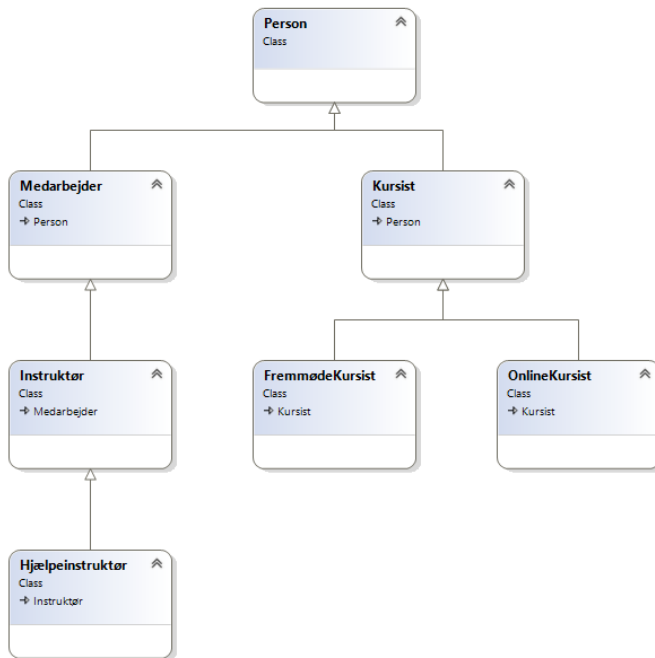 Person
Class
Medarbejder
Class
Person
Kursist
Class
Person
Instruktør
Class
Medarbejder
FremmødeKursist
Class
Kursist
OnlineKursist
Class
Kursist
Hjælpeinstruktør
Class
Instruktør